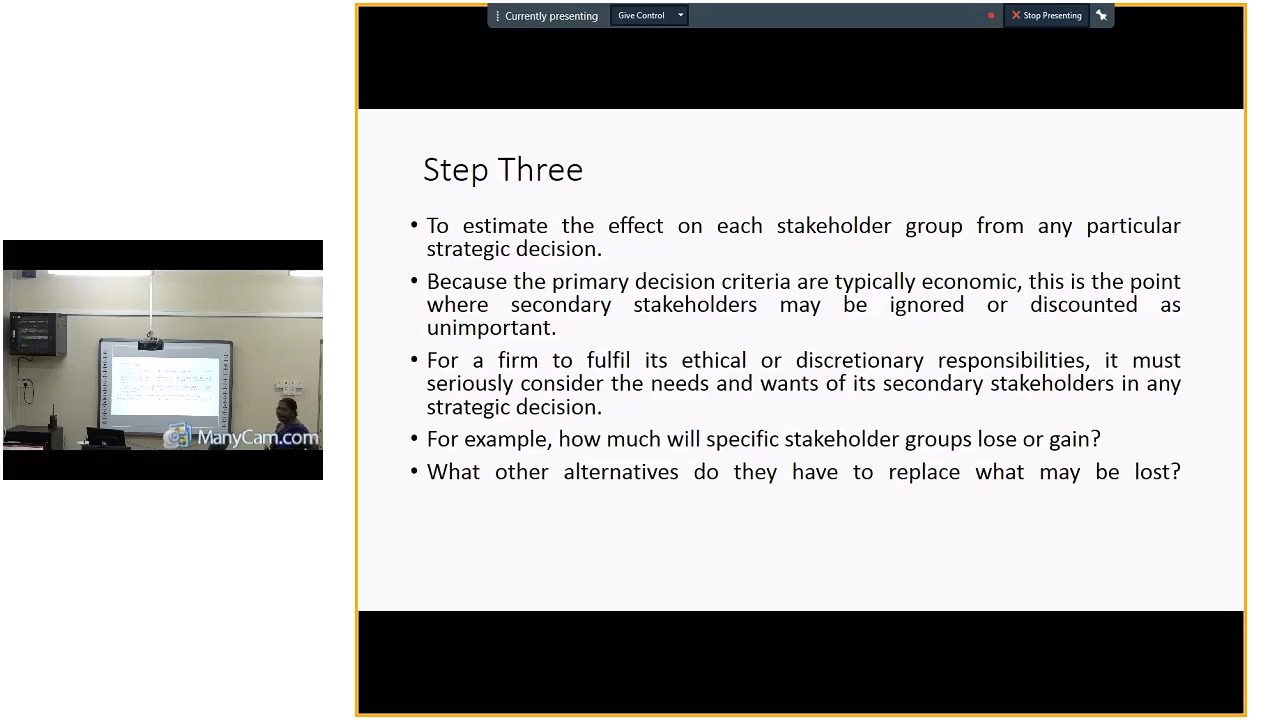 Currently presenting
Give Control
Stop Presenting
Step Three
• To estimate the effect on each stakeholder group from any particular
strategic decision.
• Because the primary decision criteria are typically economic, this is the point
where secondary stakeholders may be ignored or discounted as
unimportant.
• For a firm to fulfil its ethical or discretionary responsibilities, it must
seriously consider the needs and wants of its secondary stakeholders in any
strategic decision.
• For example, how much will specific stakeholder groups lose or gain?
• What other alternatives do they have to replace what may be lost?
ManyCam.com